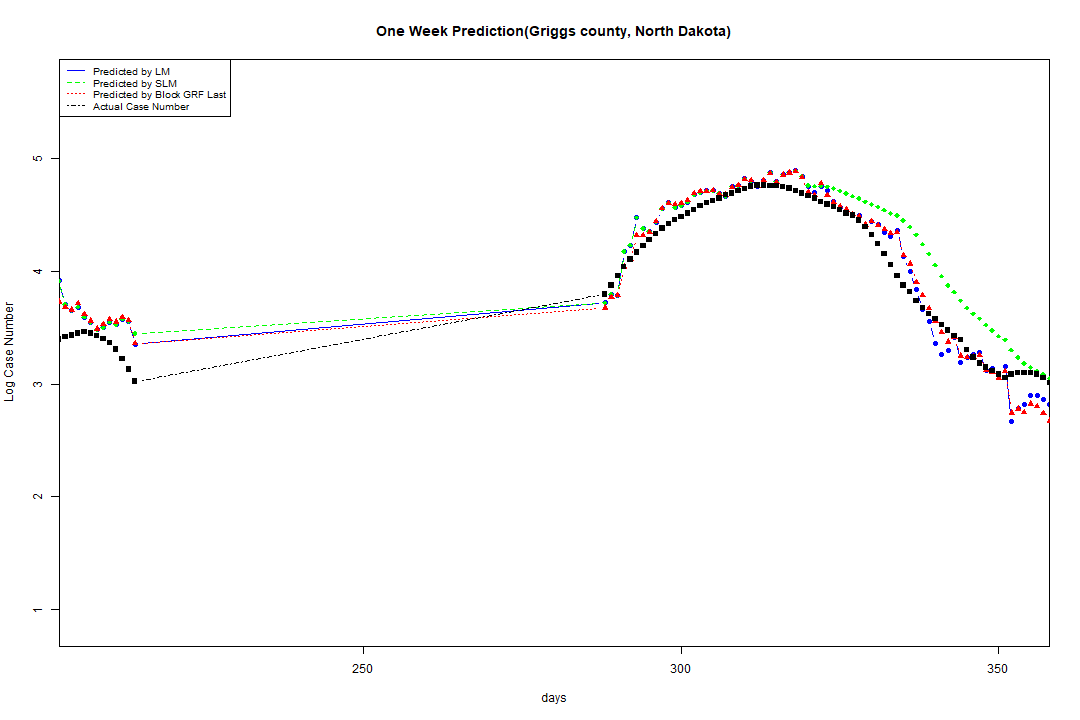 One Week Prediction(Griggs county, North Dakota)
Predicted by LM
Predicted by SLM
Predicted by Block GRF Last
Actual Case Number
5
4
3
2
1
Log Case Number
250 300 350
days